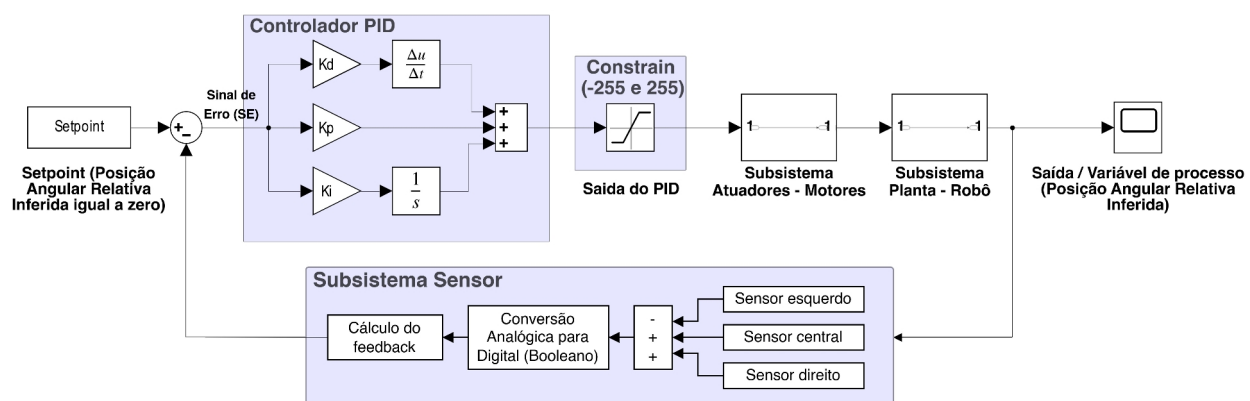 Controlador PID
Kd
Δu
Δt
Sinal de
Erro (SE)
Setpoint
+
-
Kp
+
+
+
Ki
1
s
Setpoint (Posição
Angular Relativa
Inferida igual a zero)
Constrain
(-255 e 255)
Saida do PID
1
1
Subsistema
Atuadores - Motores
1
1
Subsistema
Planta - Robô
Saída / Variável de processo
(Posição Angular Relativa
Inferida)
Subsistema Sensor
Cálculo do
feedback
Conversão
Analógica para
Digital (Booleano)
-
+
+
Sensor esquerdo
Sensor central
Sensor direito